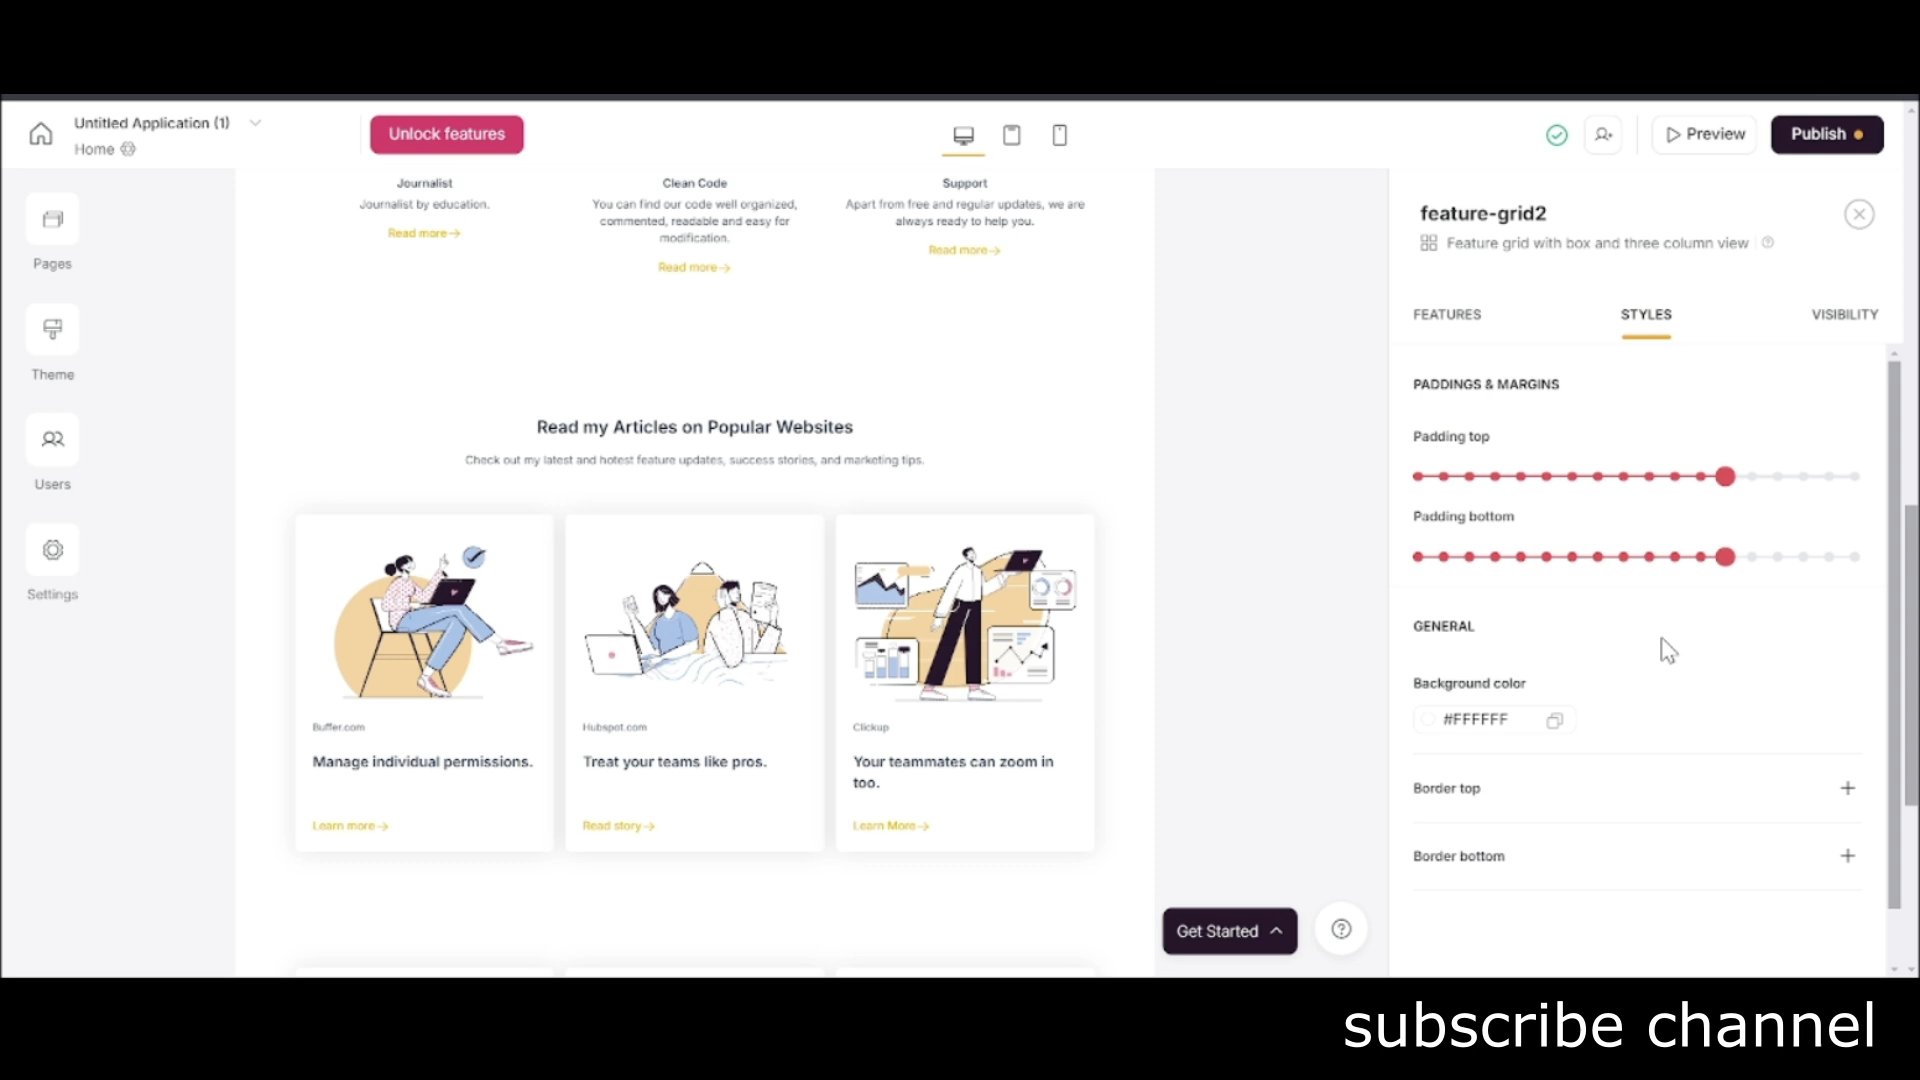 Untitled Application (1)
Home
Unlock features
Preview
Publish
Pages
Theme
Users
Settings
Journalist
Journalist by education.
Read more→
Clean Code
You can find our code well organized,
commented, readable and easy for
modification.
Read more→
Support
Apart from free and regular updates, we are
always ready to help you.
Read more→
Read my Articles on Popular Websites
Check out my latest and hotest feature updates, success stories, and marketing tips.
Buffer.com
Manage individual permissions.
Learn more→
Hubspot.com
Treat your teams like pros.
Read story→
Clickup
Your teammates can zoom in
too.
Learn More→
Get Started
feature-grid2
Feature grid with box and three column view
FEATURES
STYLES
VISIBILITY
PADDINGS & MARGINS
Padding top
Padding bottom
GENERAL
Background color
#FFFFFF
Border top
Border bottom
subscribe channel